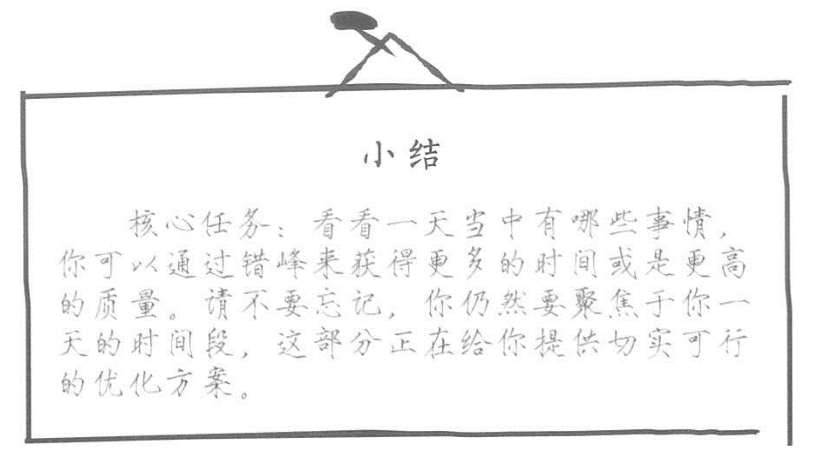 小结
核心任务：看看一天当中有哪些事情，
你可以通过错峰来获得更多的时间或是更高
的质量。请不要忘记，你仍然要聚焦于你一
天的时间段，这部分正在给你提供切实可行
的优化方案。